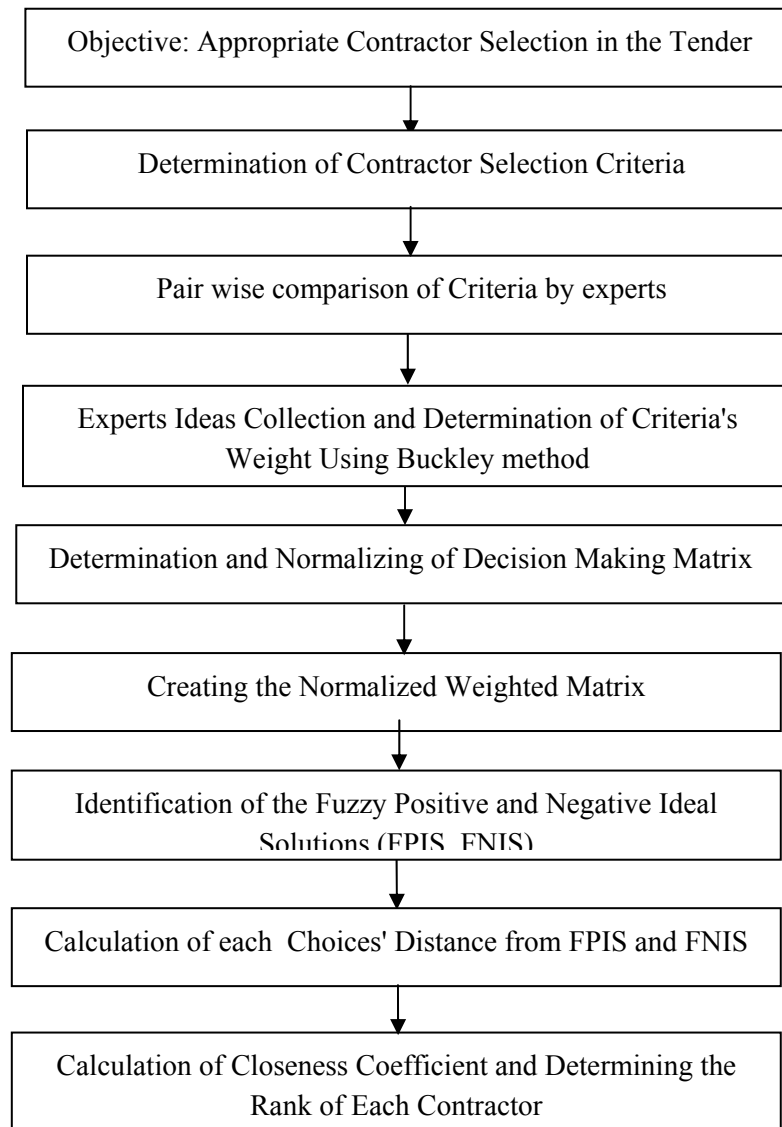 Objective: Appropriate Contractor Selection in the Tender
Determination of Contractor Selection Criteria
Pair wise comparison of Criteria by experts
Experts Ideas Collection and Determination of Criteria's
Weight Using Buckley method
Determination and Normalizing of Decision Making Matrix
Creating the Normalized Weighted Matrix
Identification of the Fuzzy Positive and Negative Ideal
Solutions (FPIS, FNIS)
Calculation of each Choices' Distance from FPIS and FNIS
Calculation of Closeness Coefficient and Determining the
Rank of Each Contractor